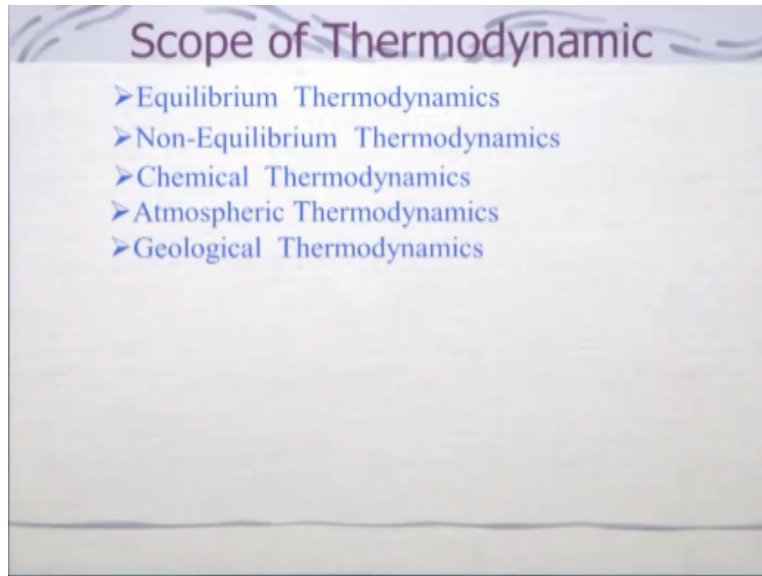 Scope of Thermodynamic
➢Equilibrium Thermodynamics
➢Non-Equilibrium Thermodynamics
➢Chemical Thermodynamics
➢Atmospheric Thermodynamics
➢Geological Thermodynamics